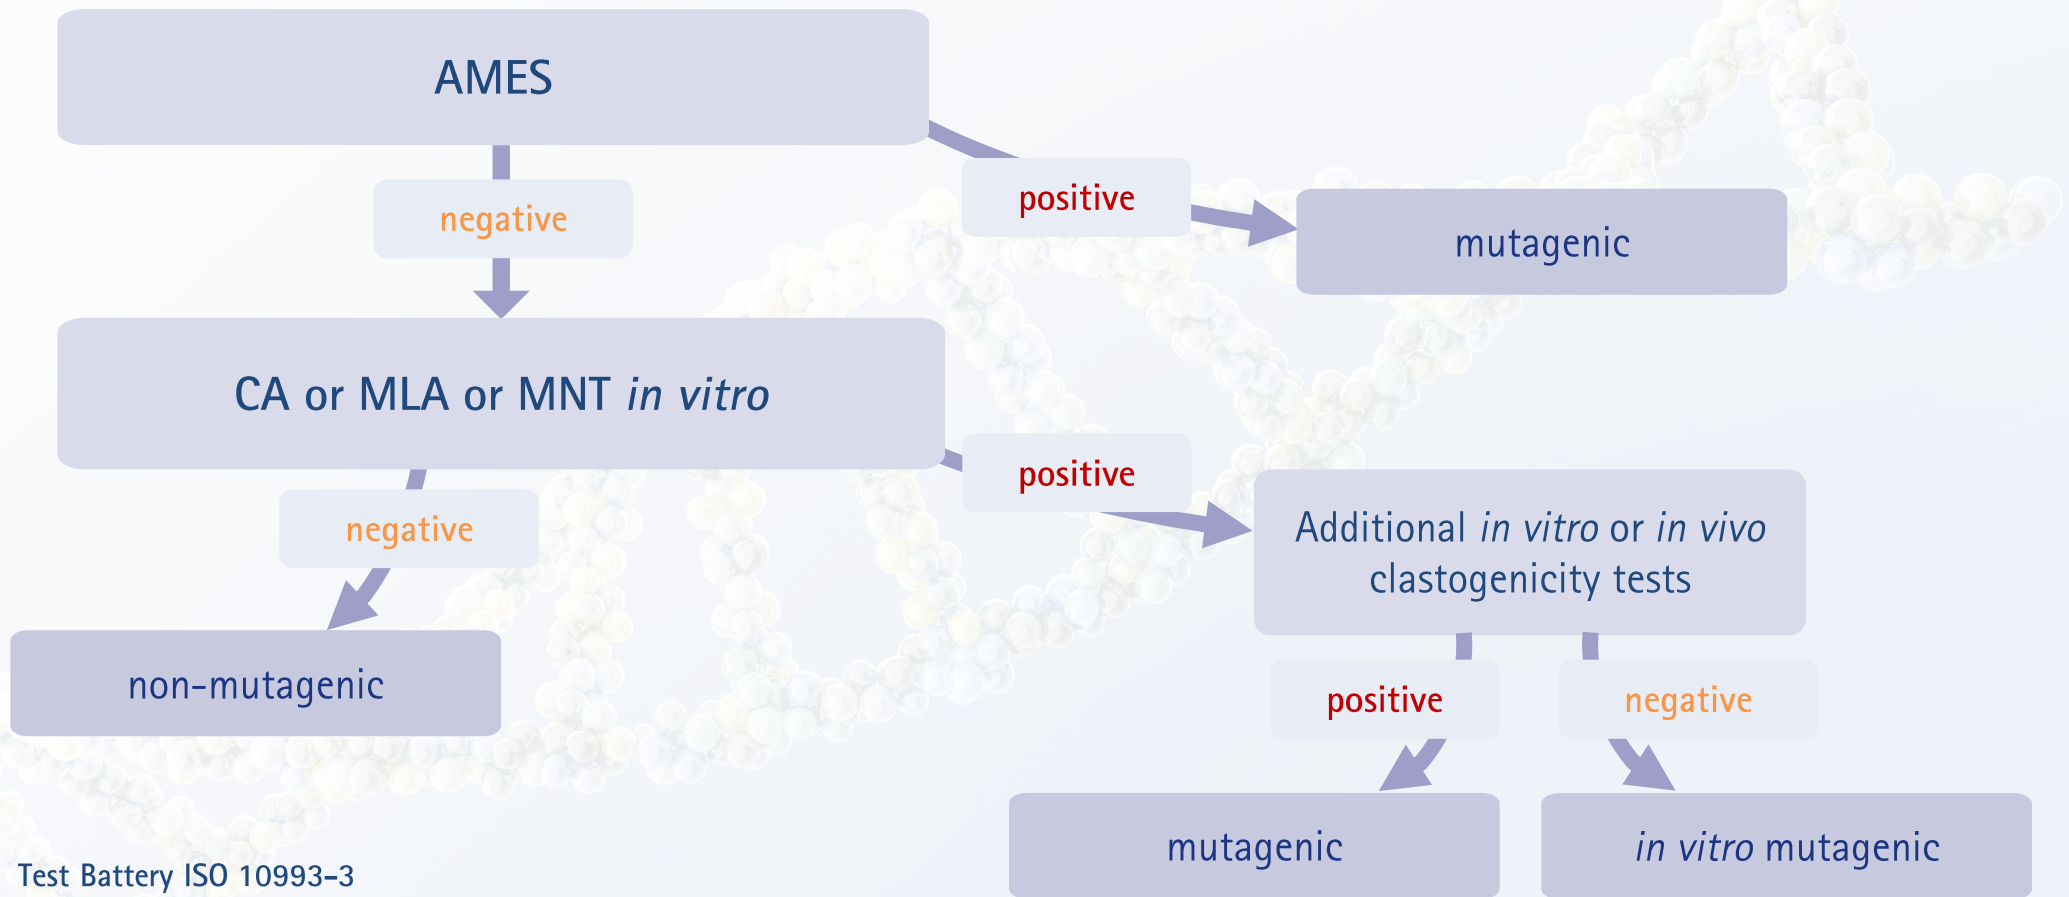 AMES
negative
positive
mutagenic
CA or MLA or MNT in vitro
negative
positive
non-mutagenic
Additional in vitro or in vivo
clastogenicity tests
positive
negative
mutagenic
in vitro mutagenic
Test Battery ISO 10993-3